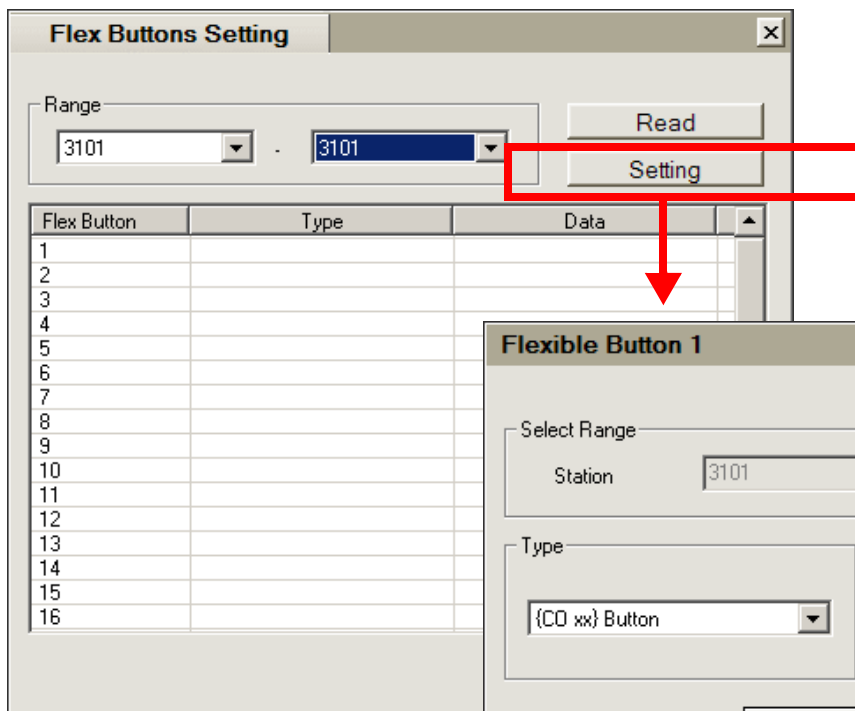 Flex Buttons Setting
Range
3101 - 3101
Read
Setting
Flex Button Type Data
1
2
3
4
5
6
7
8
9
10
11
12
13
14
15
16
Flexible Button 1
Select Range
Station 3101
Type
{CO xx} Button